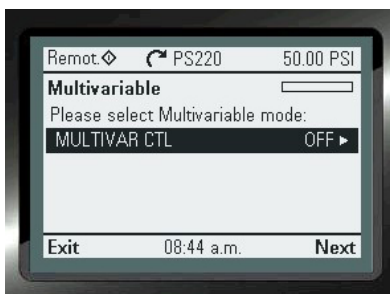 Remot. PS220 50.00 PSI
Multivariable
Please select Multivariable mode:
MULTIVAR CTL OFF
Exit 08:44 a.m. Next